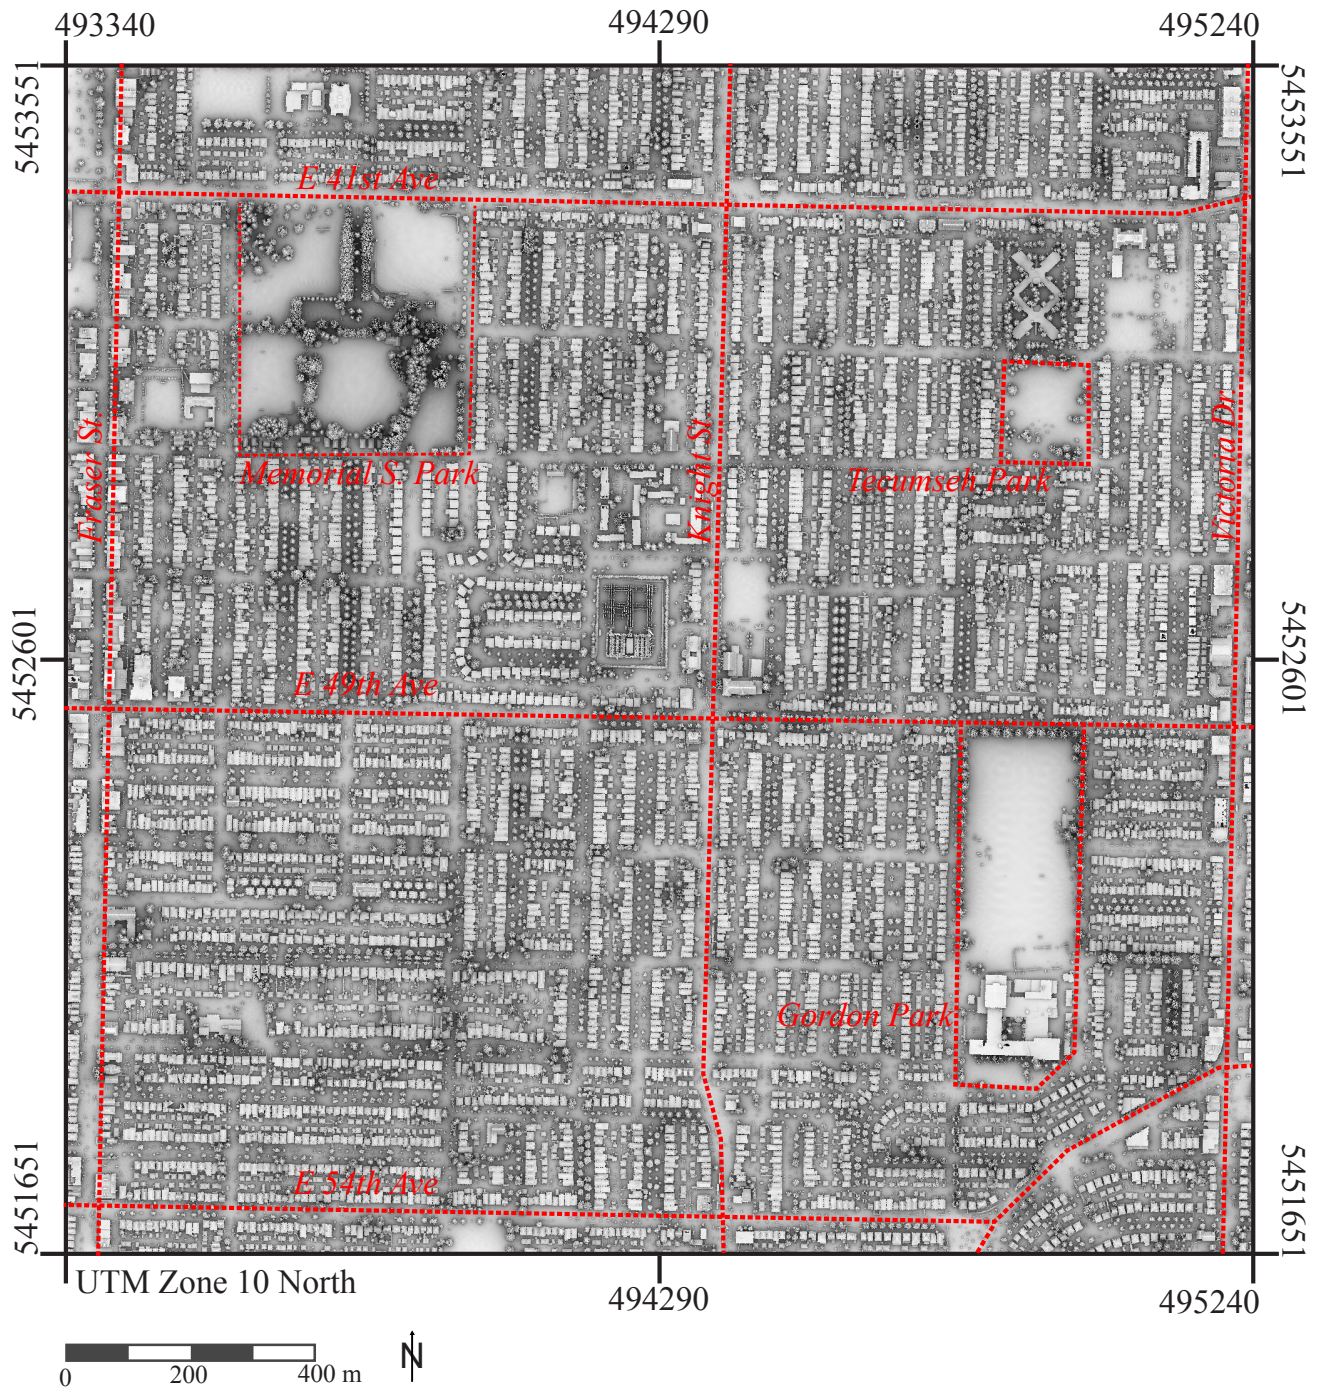 493340
494290
495240
5453551
5453551
E 41st Ave
Fraser St.
Memorial S. Park
Knight St.
Tecumseh Park
Victoria Dr
5452601
5452601
E 49th Ave
Gordon Park
E 54th Ave
5451651
5451651
UTM Zone 10 North
494290
495240
N
0 200 400 m